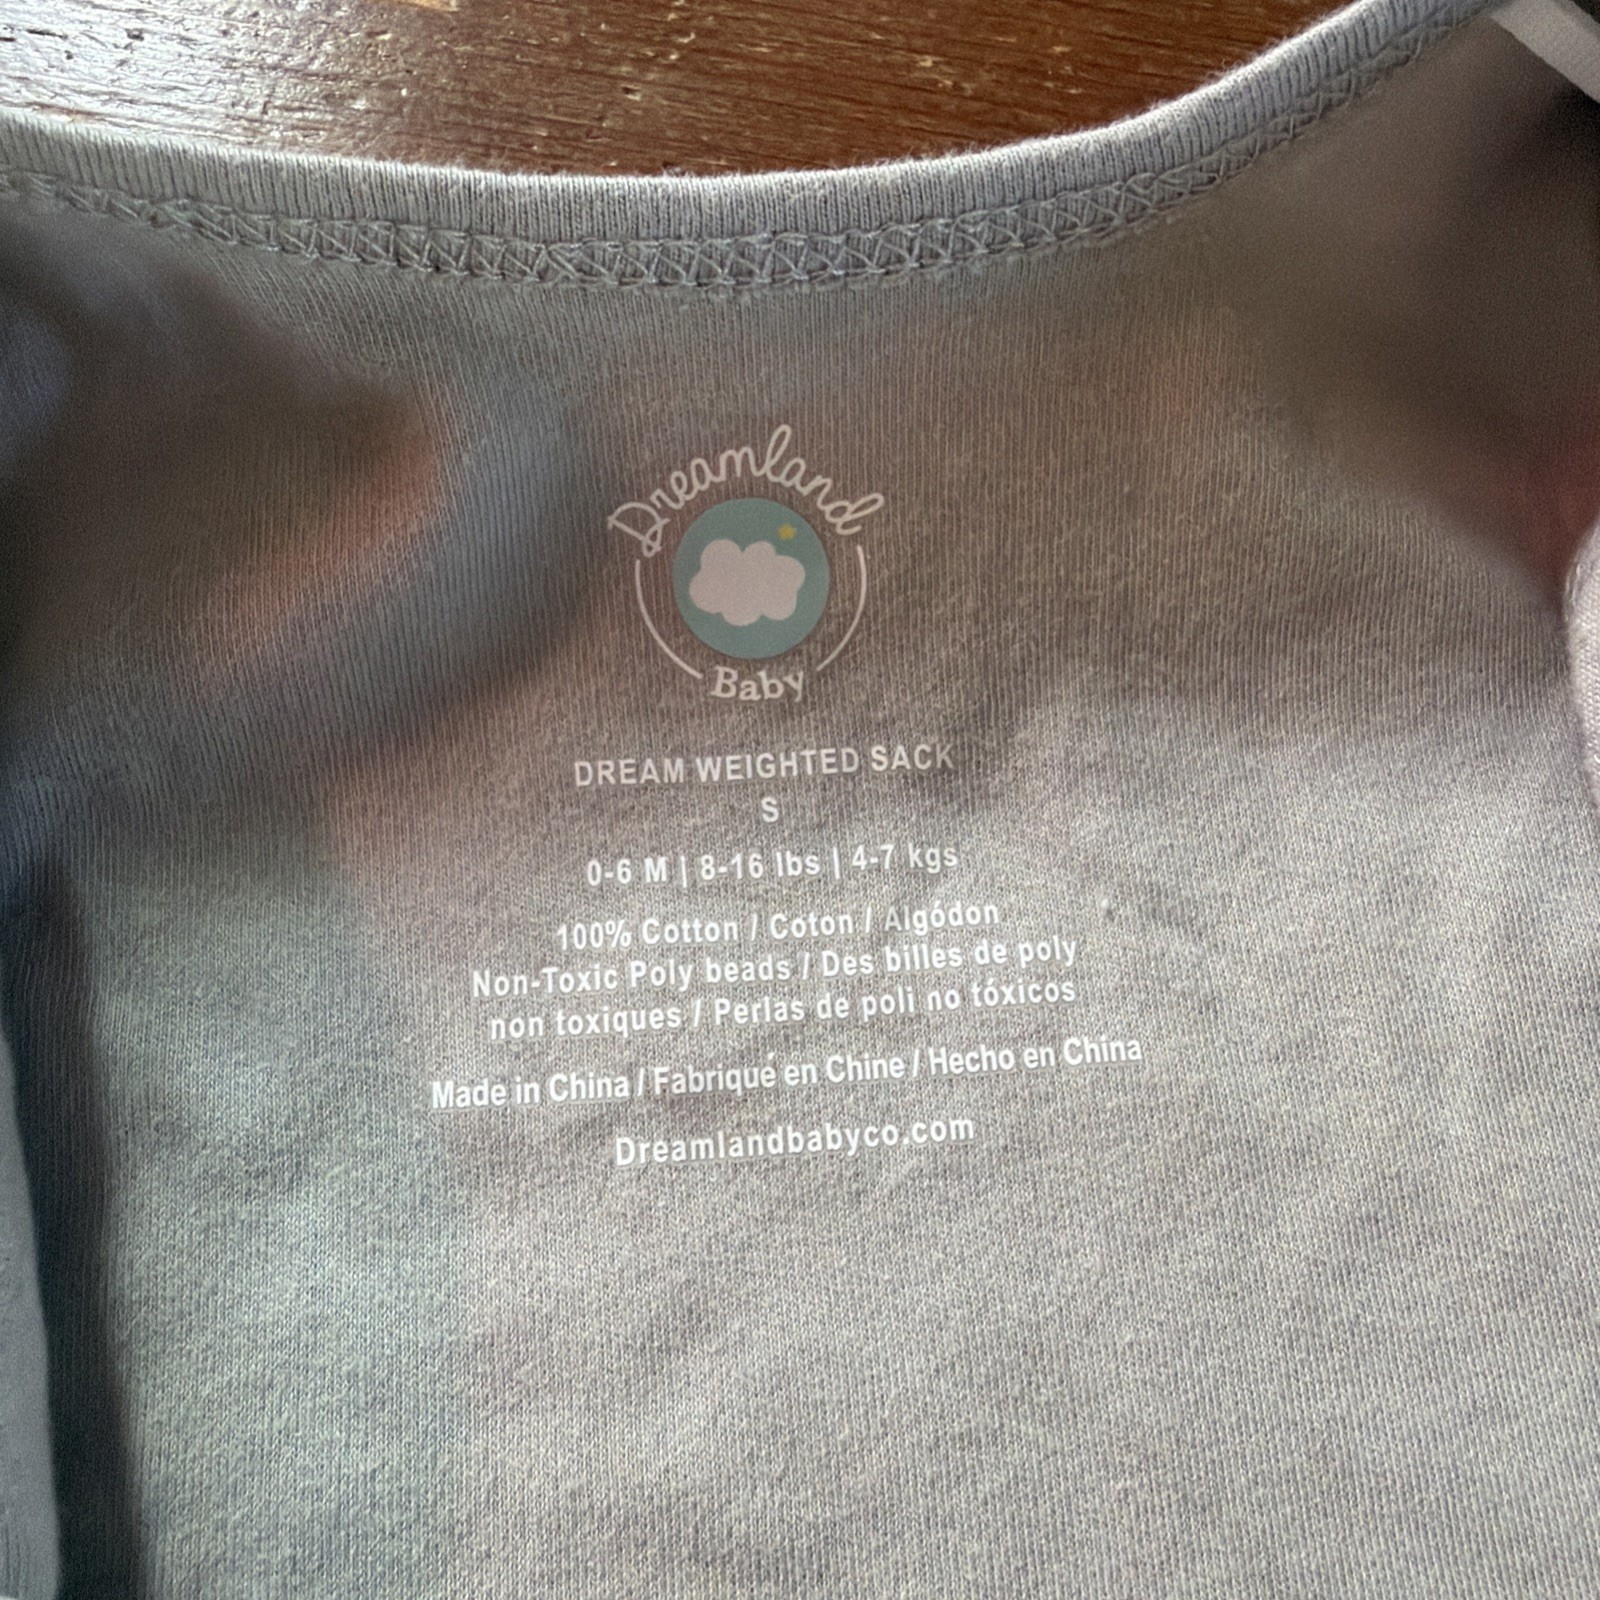 Dreamland
Baby
DREAM WEIGHTED SACK
S
0-6 M | 8-16 lbs | 4-7 kgs
100% Cotton / Coton / Algódon
Non-Toxic Poly beads / Des billes de poly
non toxiques / Perlas de poli no tóxicos
Made in China / Fabriqué en Chine / Hecho en China
Dreamlandbabyco.com